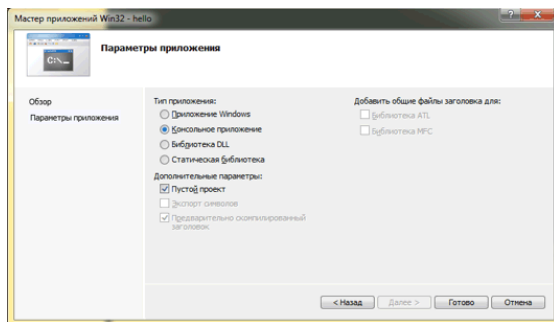 Мастер приложений Win32 - hello
C:\_
Параметры приложения
Обзор
Параметры приложения
Тип приложения:
Приложение Windows
Консольное приложение
Библиотека DLL
Статическая библиотека
Дополнительные параметры:
Пустой проект
Экспорт символов
Предварительно скомпилированный
заголовок
Добавить общие файлы заголовка для:
Библиотека ATL
Библиотека MFC
< Назад
Далее >
Готово
Отмена